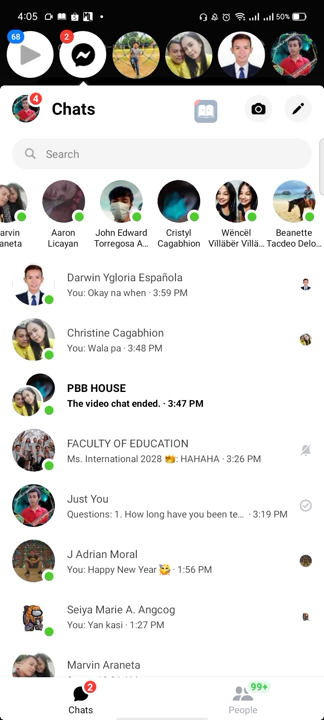 4:05
50%
68
2
4
Chats
Search
arvin
aneta
Aaron
Licayan
John Edward
Torregosa A...
Cristyl
Cagabhion
Wëncël
Villäbër Villä...
Beanette
Tacdeo Delo...
Darwin Ygloria Española
You: Okay na when · 3:59 PM
Christine Cagabhion
You: Wala pa · 3:48 PM
PBB HOUSE
The video chat ended. · 3:47 PM
FACULTY OF EDUCATION
Ms. International 2028 👏: HAHAHA · 3:26 PM
Just You
Questions: 1. How long have you been te... · 3:19 PM
J Adrian Moral
You: Happy New Year 🥳 · 1:56 PM
Seiya Marie A. Angcog
You: Yan kasi · 1:27 PM
Marvin Araneta
2
99+
Chats
People